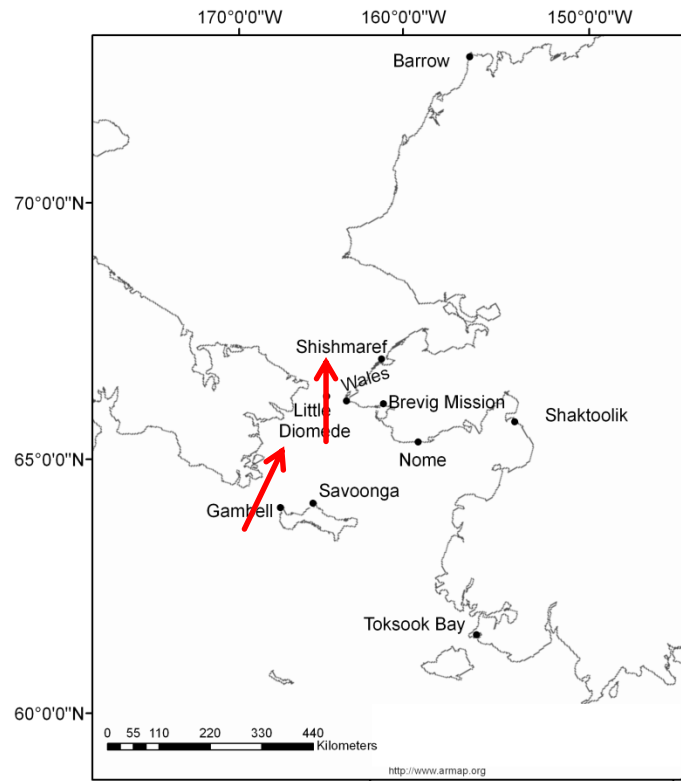 170°0'0"W
160°0'0"W
150°0'0"W
Barrow
70°0'0"N
Shishmaref
Wales
Little
Diomede
Brevig Mission
Shaktoolik
65°0'0"N
Nome
Savoonga
Gambell
Toksook Bay
60°0'0"N
0 55 110 220 330 440
Kilometers
http://www.armap.org